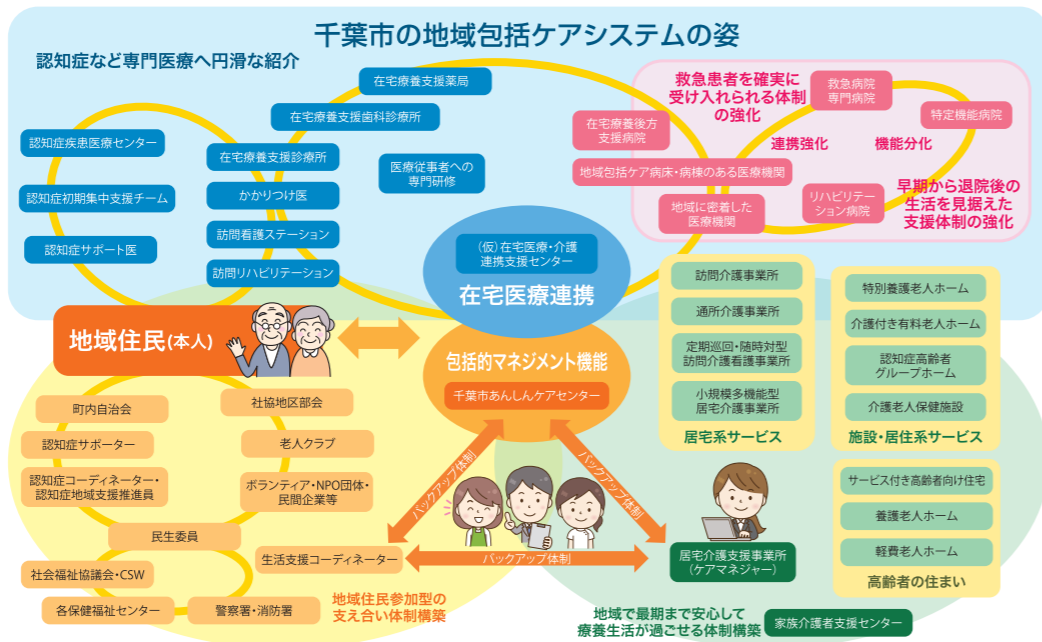 千葉市の地域包括ケアシステムの姿
認知症など専門医療へ円滑な紹介
在宅療養支援薬局
在宅療養支援歯科診療所
認知症疾患医療センター
在宅療養支援診療所
医療従事者への
専門研修
認知症初期集中支援チーム
かかりつけ医
認知症サポート医
訪問看護ステーション
訪問リハビリテーション
救急患者を確実に
受け入れられる体制
の強化
救急病院
専門病院
特定機能病院
在宅療養後方
支援病院
連携強化
機能分化
地域包括ケア病床・病棟のある医療機関
地域に密着した
医療機関
リハビリテー
ション病院
早期から退院後の
生活を見据えた
支援体制の強化
(仮)在宅医療・介護
連携支援センター
在宅医療連携
地域住民(本人)
包括的マネジメント機能
千葉市あんしんケアセンター
訪問介護事業所
通所介護事業所
定期巡回・随時対型
訪問介護看護事業所
小規模多機能型
居宅介護事業所
居宅系サービス
特別養護老人ホーム
介護付き有料老人ホーム
認知症高齢者
グループホーム
介護老人保健施設
施設・居住系サービス
町内自治会
社協地区部会
認知症サポーター
老人クラブ
認知症コーディネーター・
認知症地域支援推進員
ボランティア・NPO団体・
民間企業等
民生委員
生活支援コーディネーター
社会福祉協議会・CSW
各保健福祉センター
警察署・消防署
地域住民参加型の
支え合い体制構築
バックアップ体制
バックアップ体制
バックアップ体制
居宅介護支援事業所
(ケアマネジャー)
サービス付き高齢者向け住宅
養護老人ホーム
軽費老人ホーム
高齢者の住まい
地域で最期まで安心して
療養生活が過ごせる体制構築
家族介護者支援センター